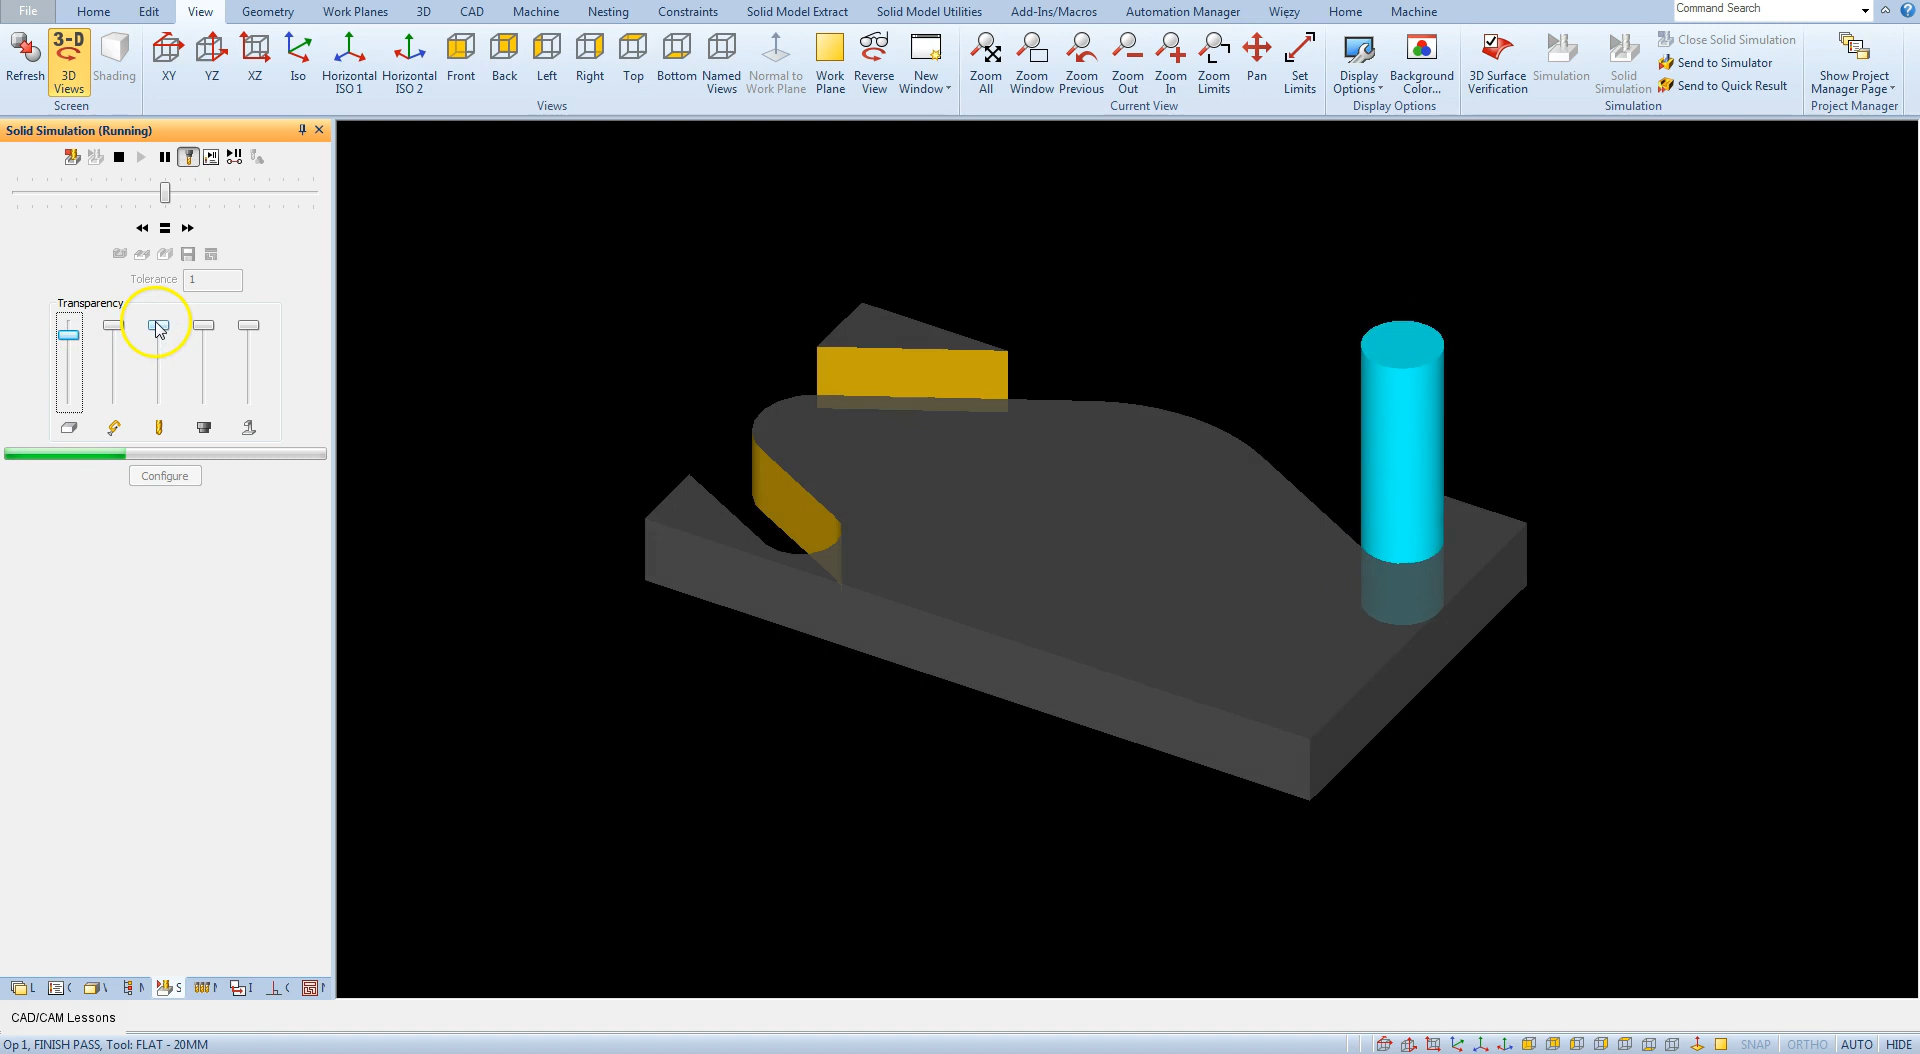 File Home Edit View Geometry Work Planes 3D CAD Machine Nesting Constraints Solid Model Extract Solid Model Utilities Add-Ins/Macros Automation Manager Więzy Home Machine Command Search
3-D
Refresh 3D Views Shading XY YZ XZ Iso Horizontal ISO 1 Horizontal ISO 2 Front Back Left Right Top Bottom Named Views Normal to Work Plane Work Plane Reverse View New Window Zoom All Zoom Window Zoom Previous Zoom Out Zoom In Zoom Limits Pan Set Limits Display Options Background Color... 3D Surface Verification Simulation Solid Simulation Show Project Manager Page
Close Solid Simulation
Send to Simulator
Send to Quick Result
Screen Views Current View Display Options Simulation Project Manager
Solid Simulation (Running)
Tolerance 1
Transparency
Configure
L ( \ S I (
CAD/CAM Lessons
Op 1, FINISH PASS, Tool: FLAT - 20MM SNAP ORTHO AUTO HIDE